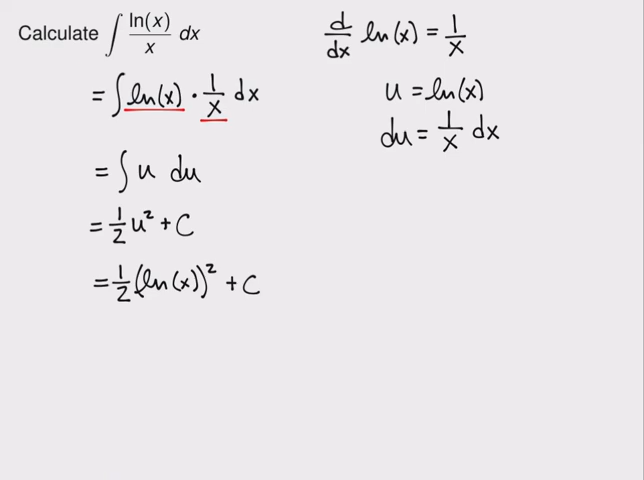 Calculate ∫ ln(x)/x dx
= ∫ ln(x) · 1/x dx
= ∫ u du
= 1/2 u² + C
= 1/2 (ln(x))² + C
d/dx ln(x) = 1/x
u = ln(x)
du = 1/x dx